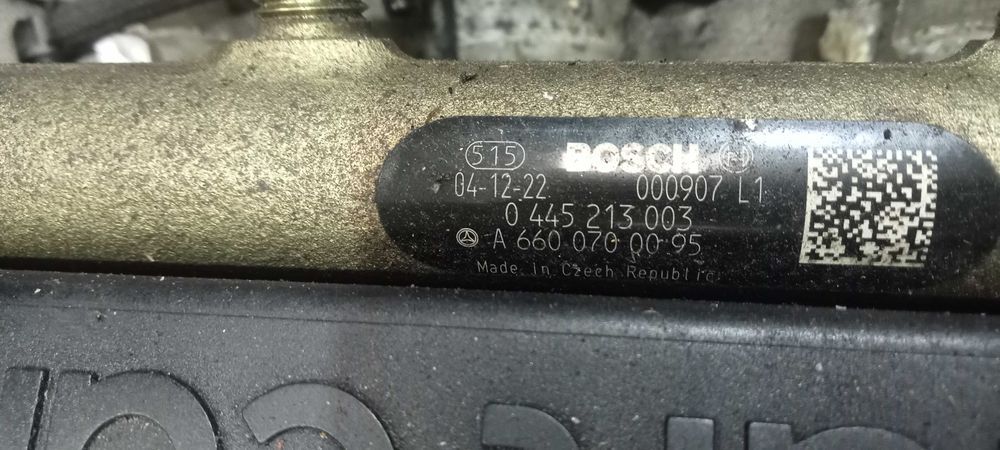 515 BOSCH
04-12-22 000907 L1
0 445 213 003
A 660 070 00 95
Made in Czech Republic